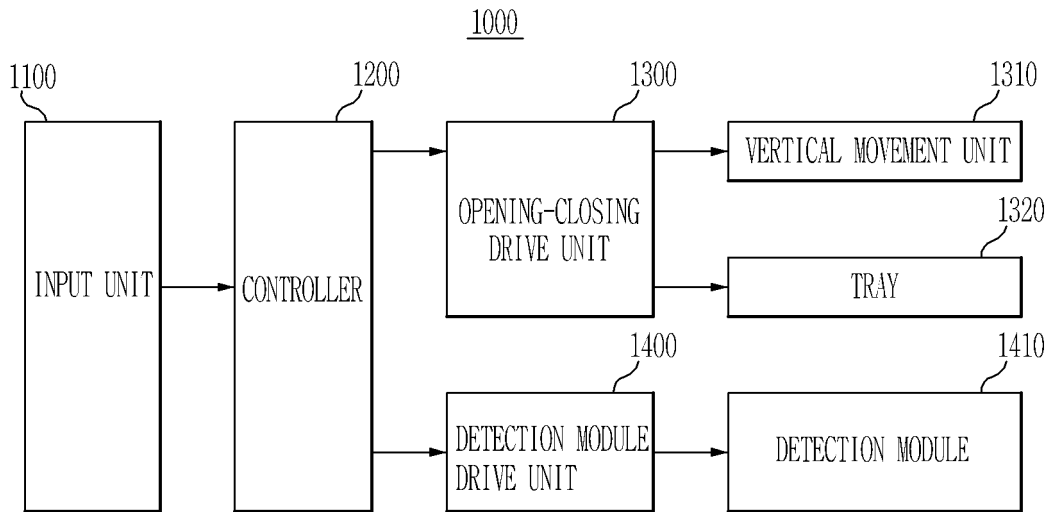 1000
1100
1200
1300
1310
INPUT UNIT
CONTROLLER
OPENING-CLOSING
DRIVE UNIT
VERTICAL MOVEMENT UNIT
1320
TRAY
1400
1410
DETECTION MODULE
DRIVE UNIT
DETECTION MODULE